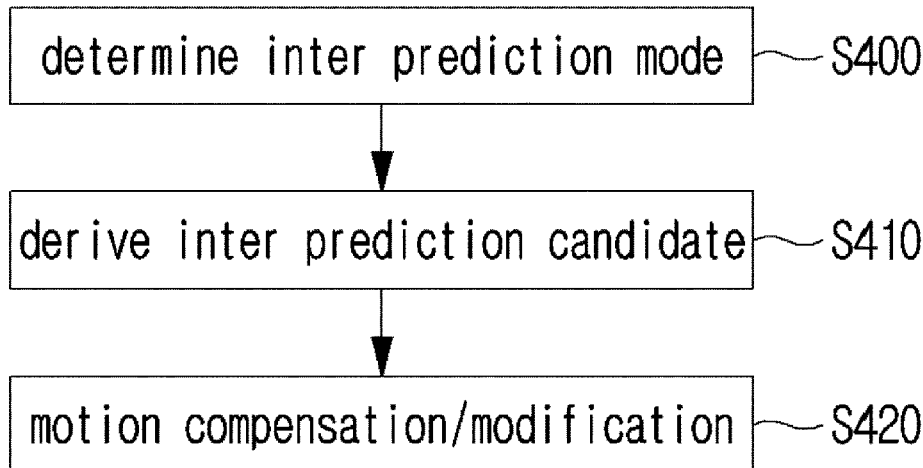 determine inter prediction mode S400
derive inter prediction candidate S410
motion compensation/modification S420